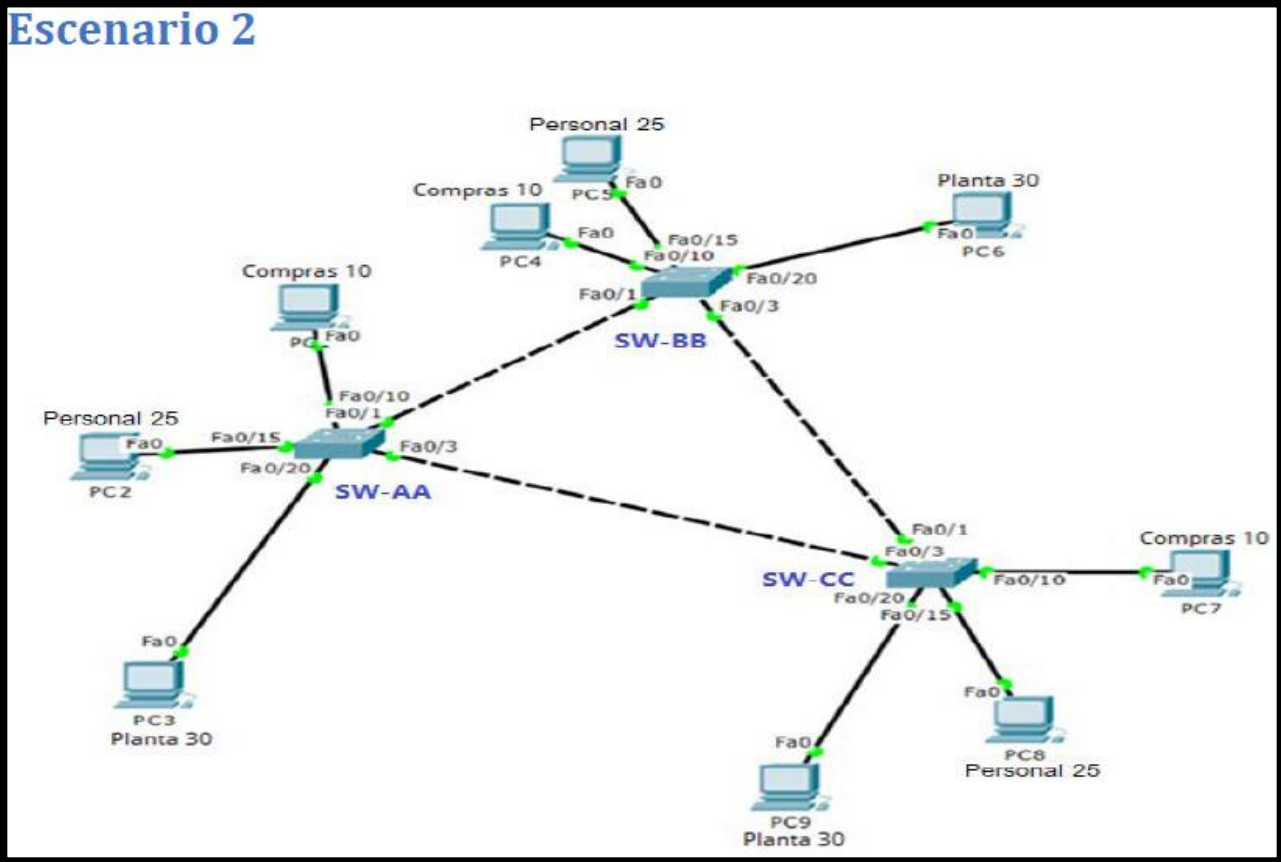 Escenario 2
Personal 25
Fa0
PC5
Compras 10
Fa0
PC4
Fa0/15
Fa0/10
Planta 30
Fa0
PC6
Fa0/20
Fa0/1
Fa0/3
SW-BB
Compras 10
Fa0
Fa0/10
Fa0/1
Personal 25
Fa0
PC2
Fa0/15
Fa0/20
Fa0/3
SW-AA
Fa0
PC3
Planta 30
Fa0/1
Fa0/3
SW-CC
Fa0/20
Fa0/15
Fa0/10
Compras 10
Fa0
PC7
Fa0
PC8
Personal 25
Fa0
PC9
Planta 30